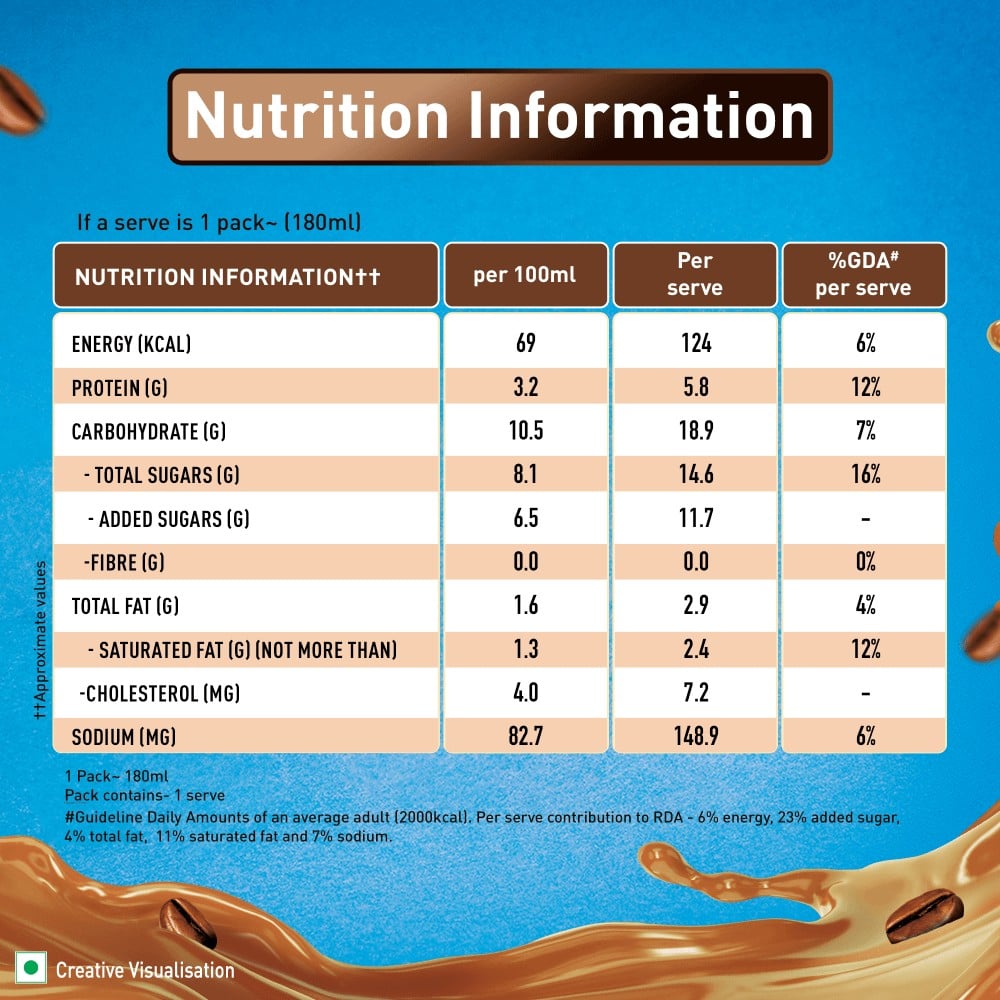 Nutrition Information
If a serve is 1 pack~ (180ml)
NUTRITION INFORMATION†† per 100ml Per serve %GDA# per serve
ENERGY (KCAL) 69 124 6%
PROTEIN (G) 3.2 5.8 12%
CARBOHYDRATE (G) 10.5 18.9 7%
- TOTAL SUGARS (G) 8.1 14.6 16%
- ADDED SUGARS (G) 6.5 11.7 -
-FIBRE (G) 0.0 0.0 0%
TOTAL FAT (G) 1.6 2.9 4%
- SATURATED FAT (G) (NOT MORE THAN) 1.3 2.4 12%
-CHOLESTEROL (MG) 4.0 7.2 -
SODIUM (MG) 82.7 148.9 6%
††Approximate values
1 Pack~ 180ml
Pack contains- 1 serve
#Guideline Daily Amounts of an average adult (2000kcal). Per serve contribution to RDA - 6% energy, 23% added sugar,
4% total fat, 11% saturated fat and 7% sodium.
Creative Visualisation